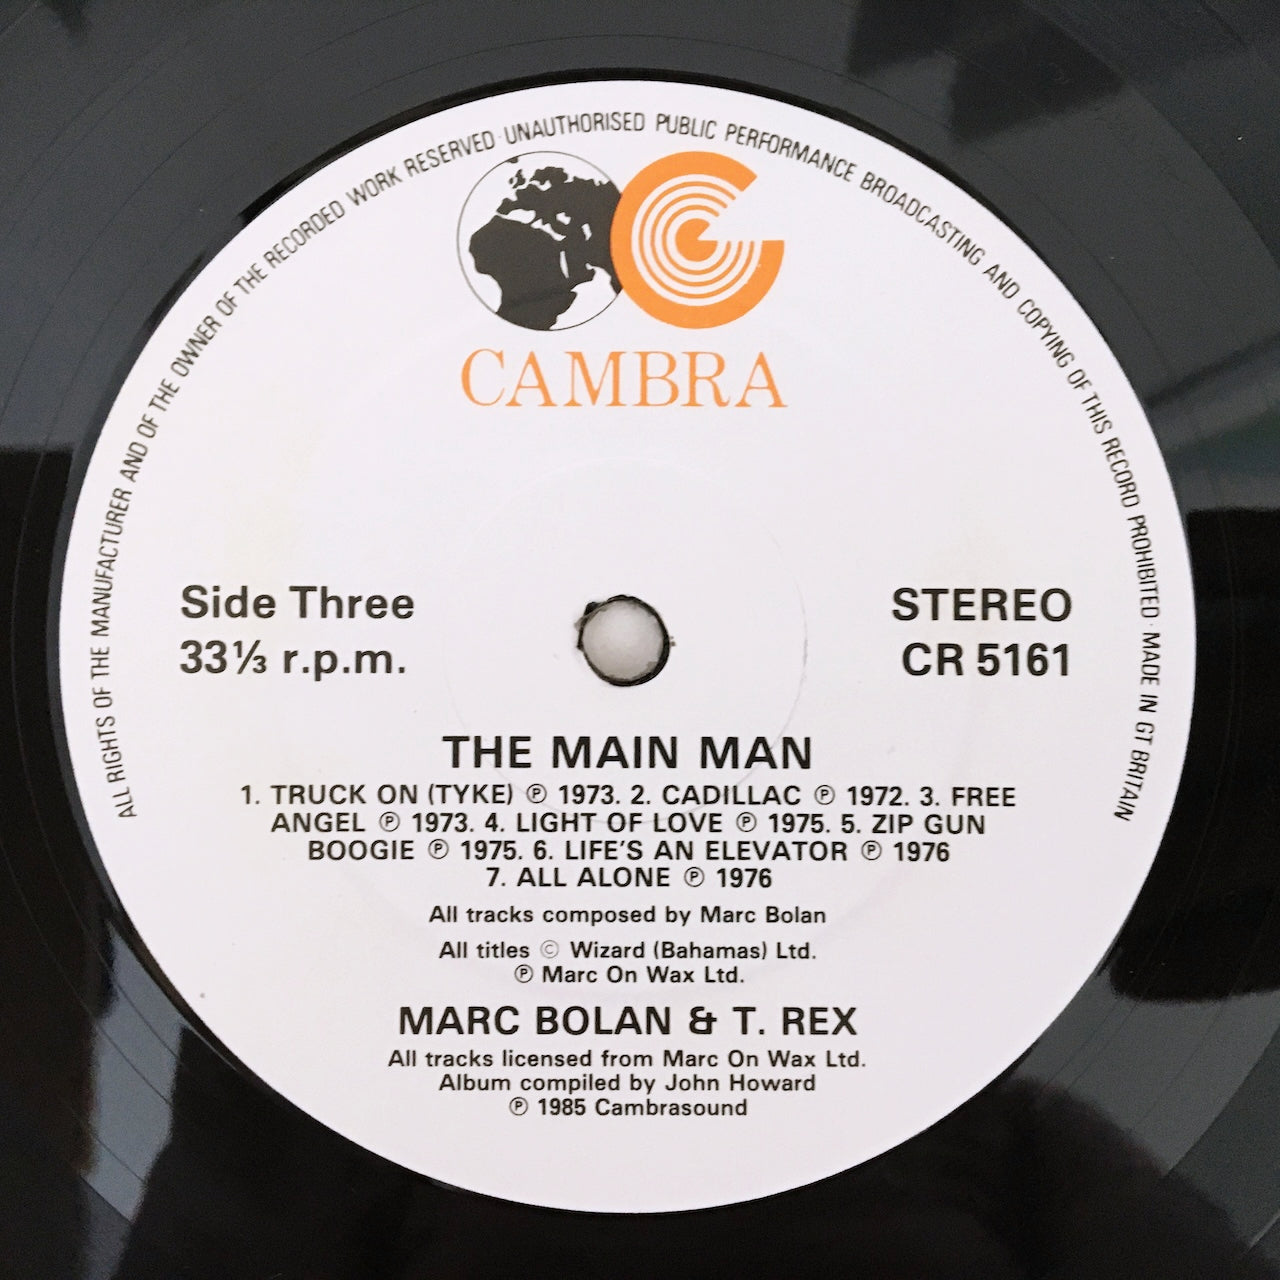 ALL RIGHTS OF THE MANUFACTURER AND OF THE OWNER OF THE RECORDED WORK RESERVED · UNAUTHORISED PUBLIC PERFORMANCE BROADCASTING AND COPYING OF THIS RECORD PROHIBITED · MADE IN GT BRITAIN
CAMBRA
Side Three
33⅓ r.p.m.
STEREO
CR 5161
THE MAIN MAN
1. TRUCK ON (TYKE) ℗ 1973. 2. CADILLAC ℗ 1972. 3. FREE
ANGEL ℗ 1973. 4. LIGHT OF LOVE ℗ 1975. 5. ZIP GUN
BOOGIE ℗ 1975. 6. LIFE'S AN ELEVATOR ℗ 1976
7. ALL ALONE ℗ 1976
All tracks composed by Marc Bolan
All titles © Wizard (Bahamas) Ltd.
℗ Marc On Wax Ltd.
MARC BOLAN & T. REX
All tracks licensed from Marc On Wax Ltd.
Album compiled by John Howard
℗ 1985 Cambrasound